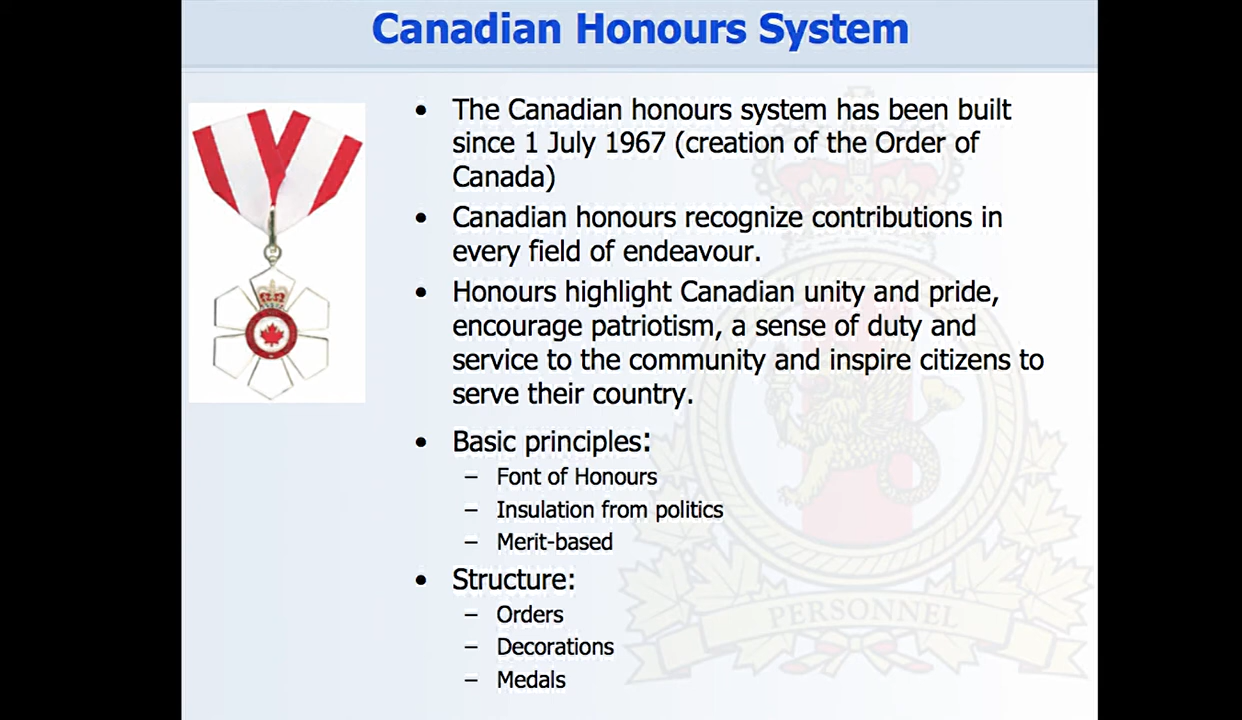 Canadian Honours System
• The Canadian honours system has been built
since 1 July 1967 (creation of the Order of
Canada)
• Canadian honours recognize contributions in
every field of endeavour.
• Honours highlight Canadian unity and pride,
encourage patriotism, a sense of duty and
service to the community and inspire citizens to
serve their country.
• Basic principles:
– Font of Honours
– Insulation from politics
– Merit-based
• Structure:
– Orders
– Decorations
– Medals
PERSONNEL